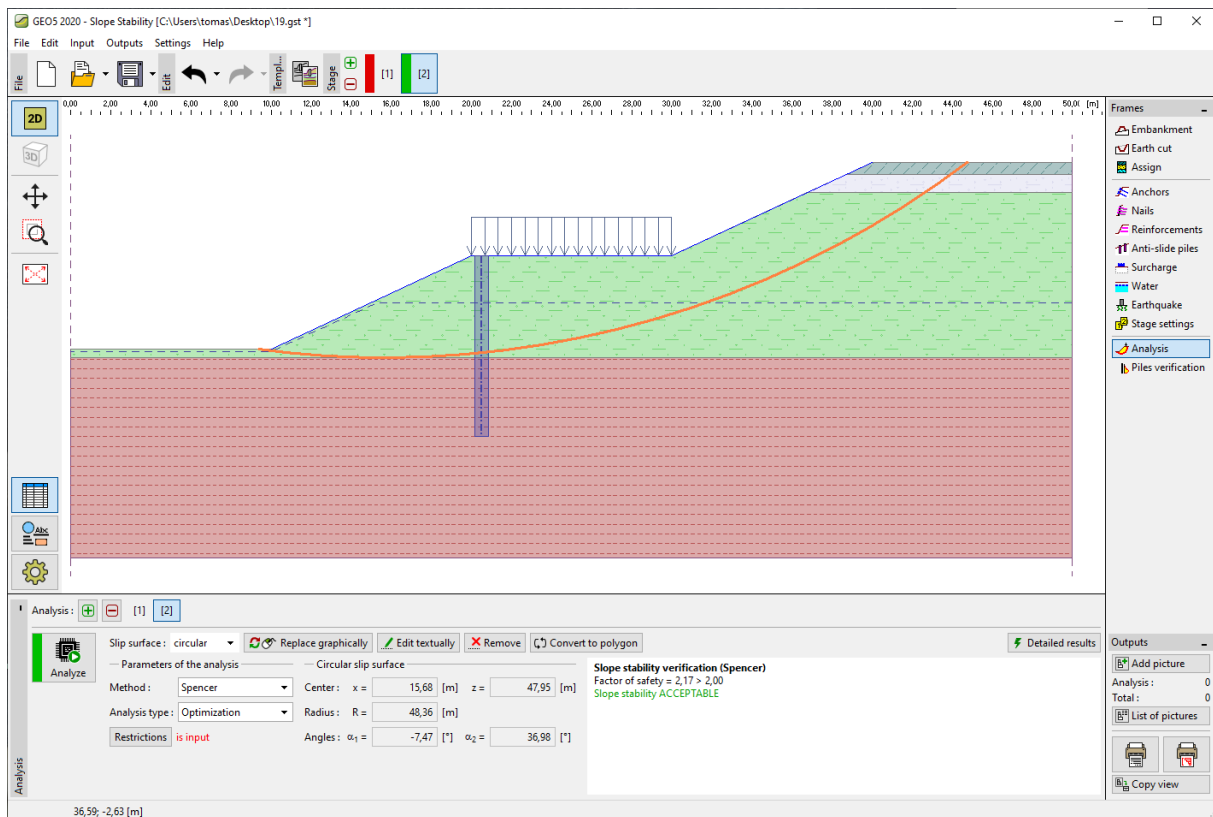 GEO5 2020 - Slope Stability [C:\Users\tomas\Desktop\19.gst *]
File Edit Input Outputs Settings Help
File
Edit
Templ...
Stage
[1] [2]
2D
3D
0,00 2,00 4,00 6,00 8,00 10,00 12,00 14,00 16,00 18,00 20,00 22,00 24,00 26,00 28,00 30,00 32,00 34,00 36,00 38,00 40,00 42,00 44,00 46,00 48,00 50,0( [m]
Frames
Embankment
Earth cut
Assign
Anchors
Nails
Reinforcements
Anti-slide piles
Surcharge
Water
Earthquake
Stage settings
Analysis
Piles verification
Abc
Analysis : [1] [2]
Analyze
Slip surface : circular Replace graphically Edit textually Remove Convert to polygon Detailed results
Parameters of the analysis
Method : Spencer
Analysis type : Optimization
Restrictions is input
Circular slip surface
Center : x = 15,68 [m] z = 47,95 [m]
Radius : R = 48,36 [m]
Angles : α1 = -7,47 [°] α2 = 36,98 [°]
Slope stability verification (Spencer)
Factor of safety = 2,17 > 2,00
Slope stability ACCEPTABLE
Analysis
Outputs
Add picture
Analysis : 0
Total : 0
List of pictures
Copy view
36,59; -2,63 [m]